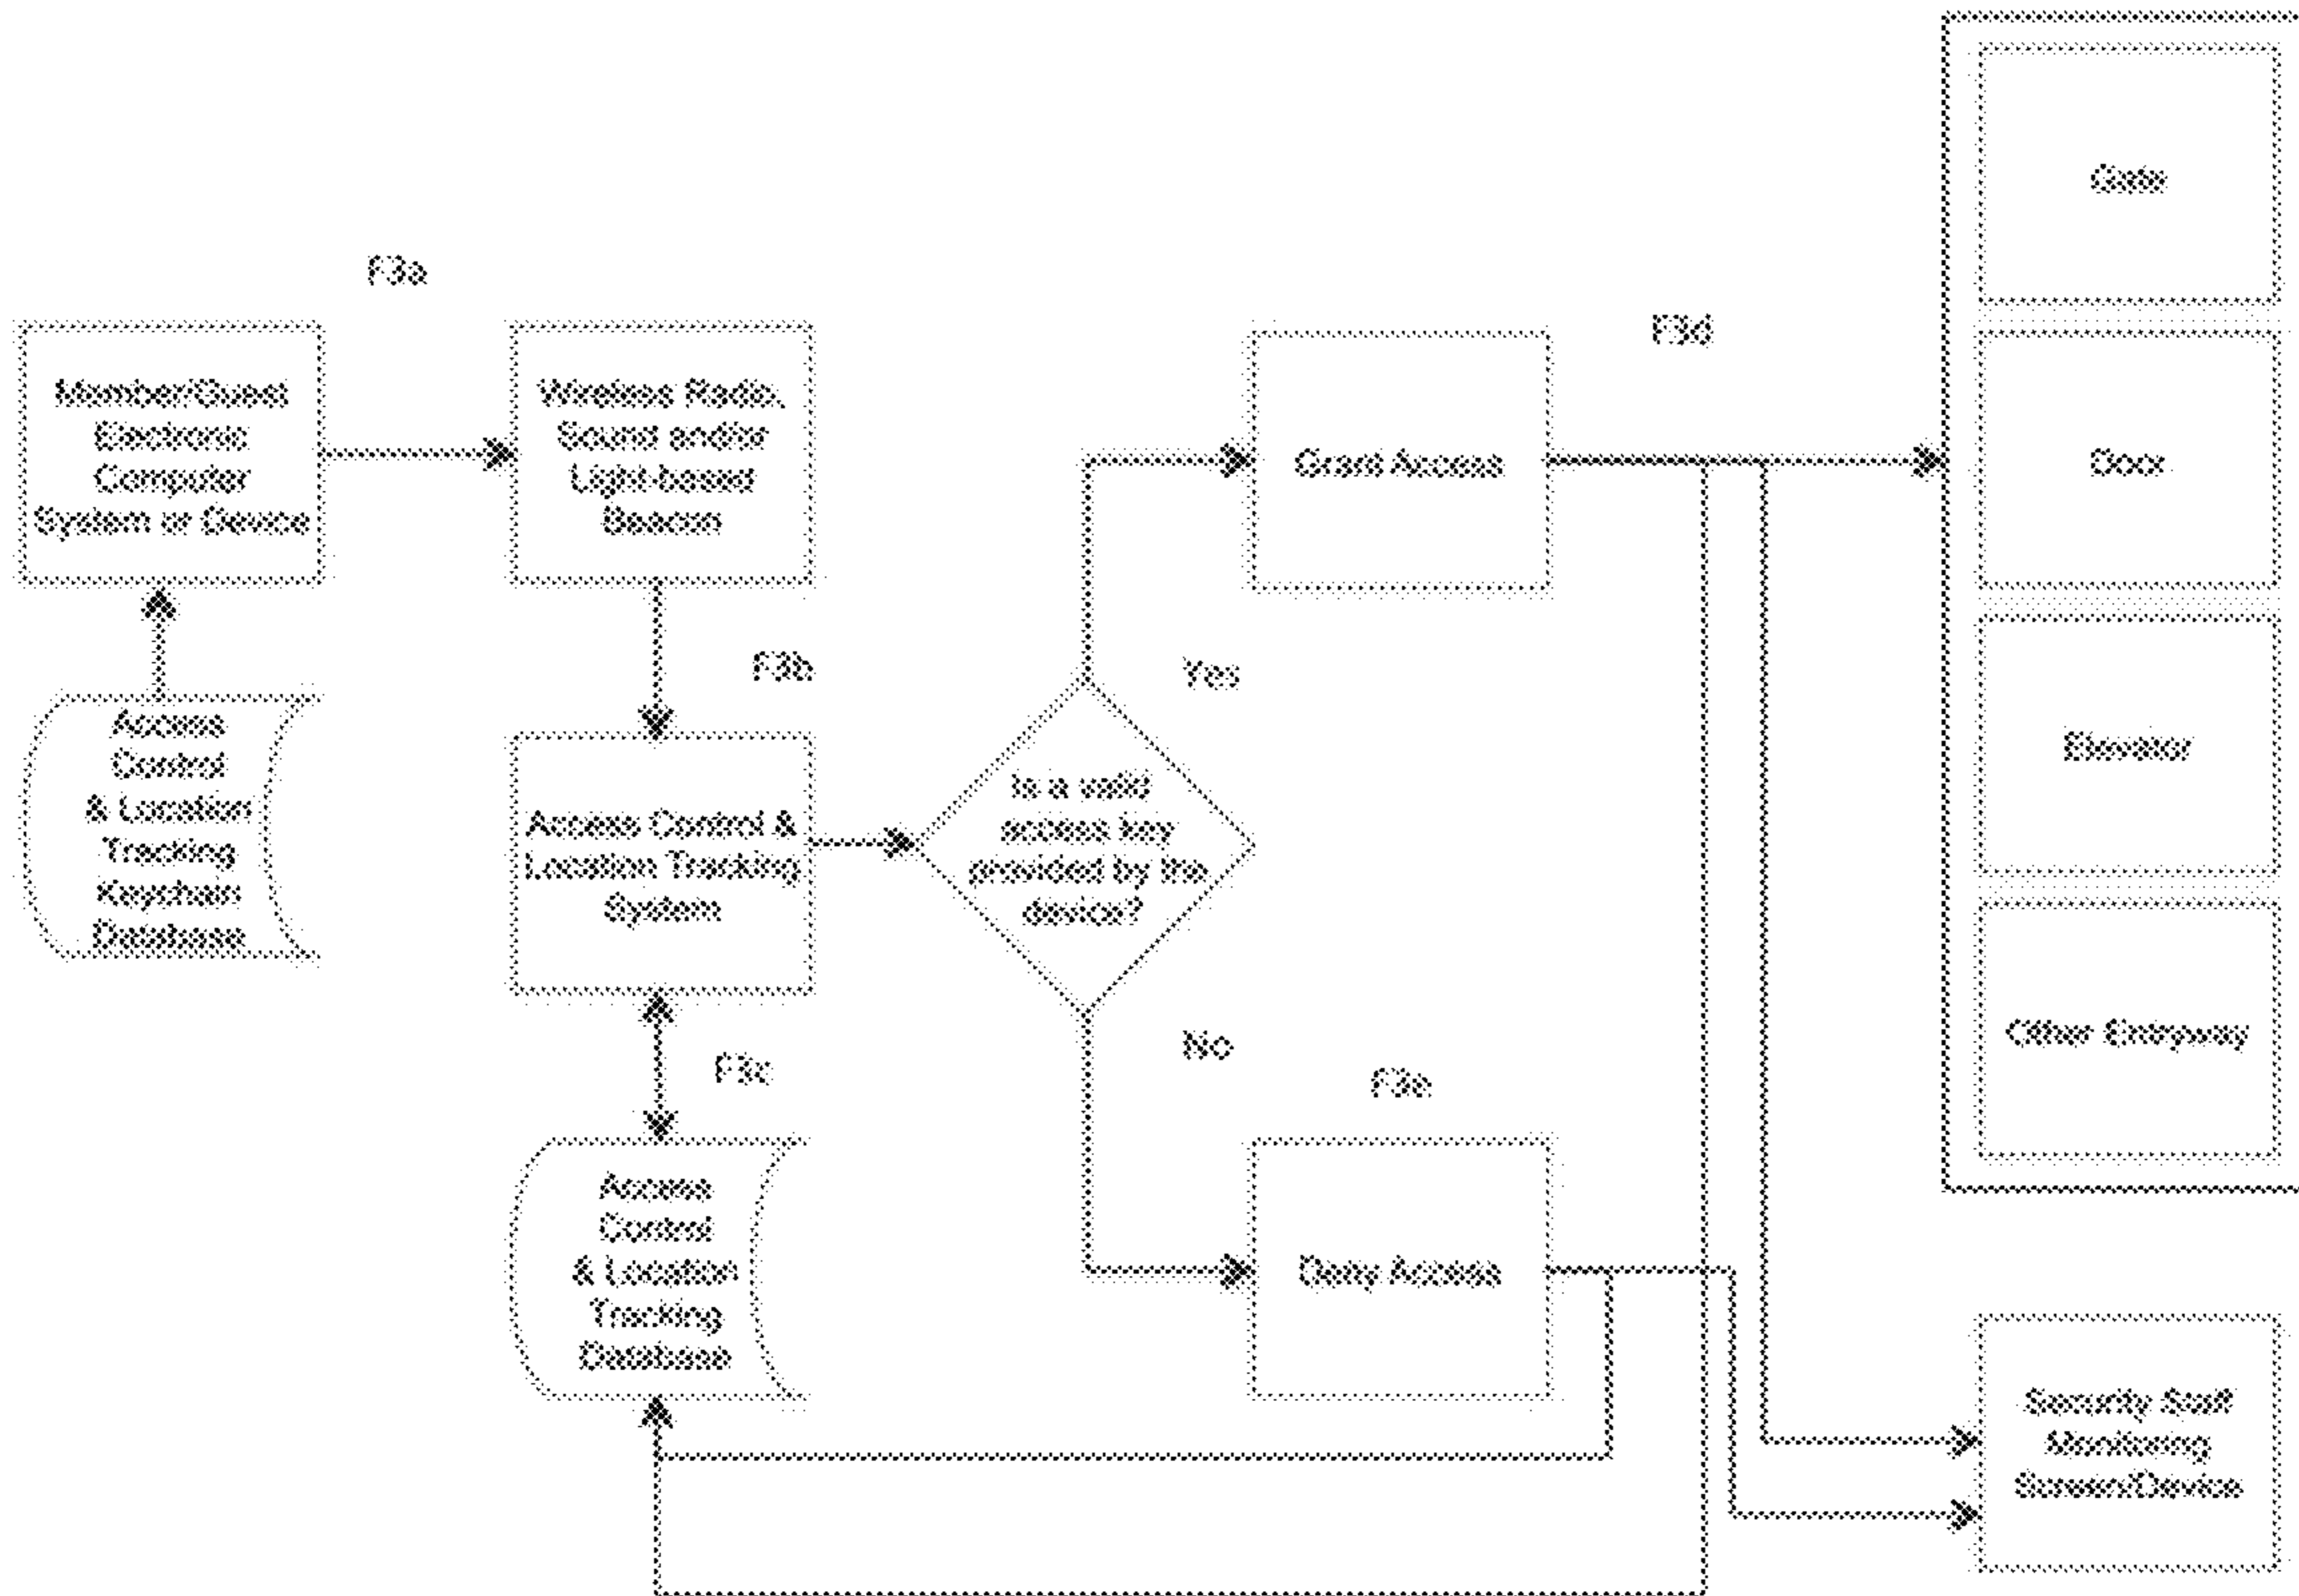 F3a
Member/Guest
Electronic
Computer
System or Device
Wireless Radio,
Sound and/or
Light-based
Beacon
F3b
Access
Control
& Location
Tracking
Keychain
Database
Access Control &
Location Tracking
System
F3c
Access
Control
& Location
Tracking
Database
Is a valid
access key
provided by the
device?
Yes
No
Grant Access
F3d
F3e
Deny Access
Gate
Door
Elevator
Other Entryway
Security Staff
Monitoring
Screen/Device